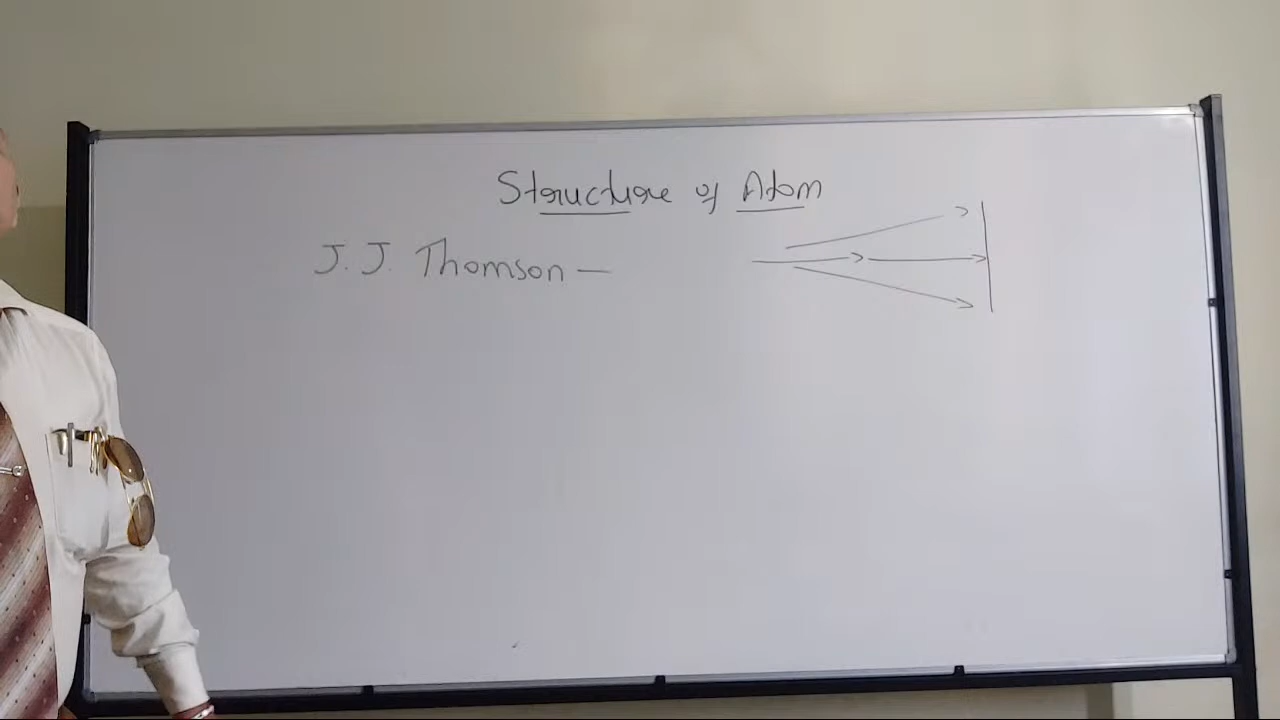 Structure of Atom
J. J. Thomson —